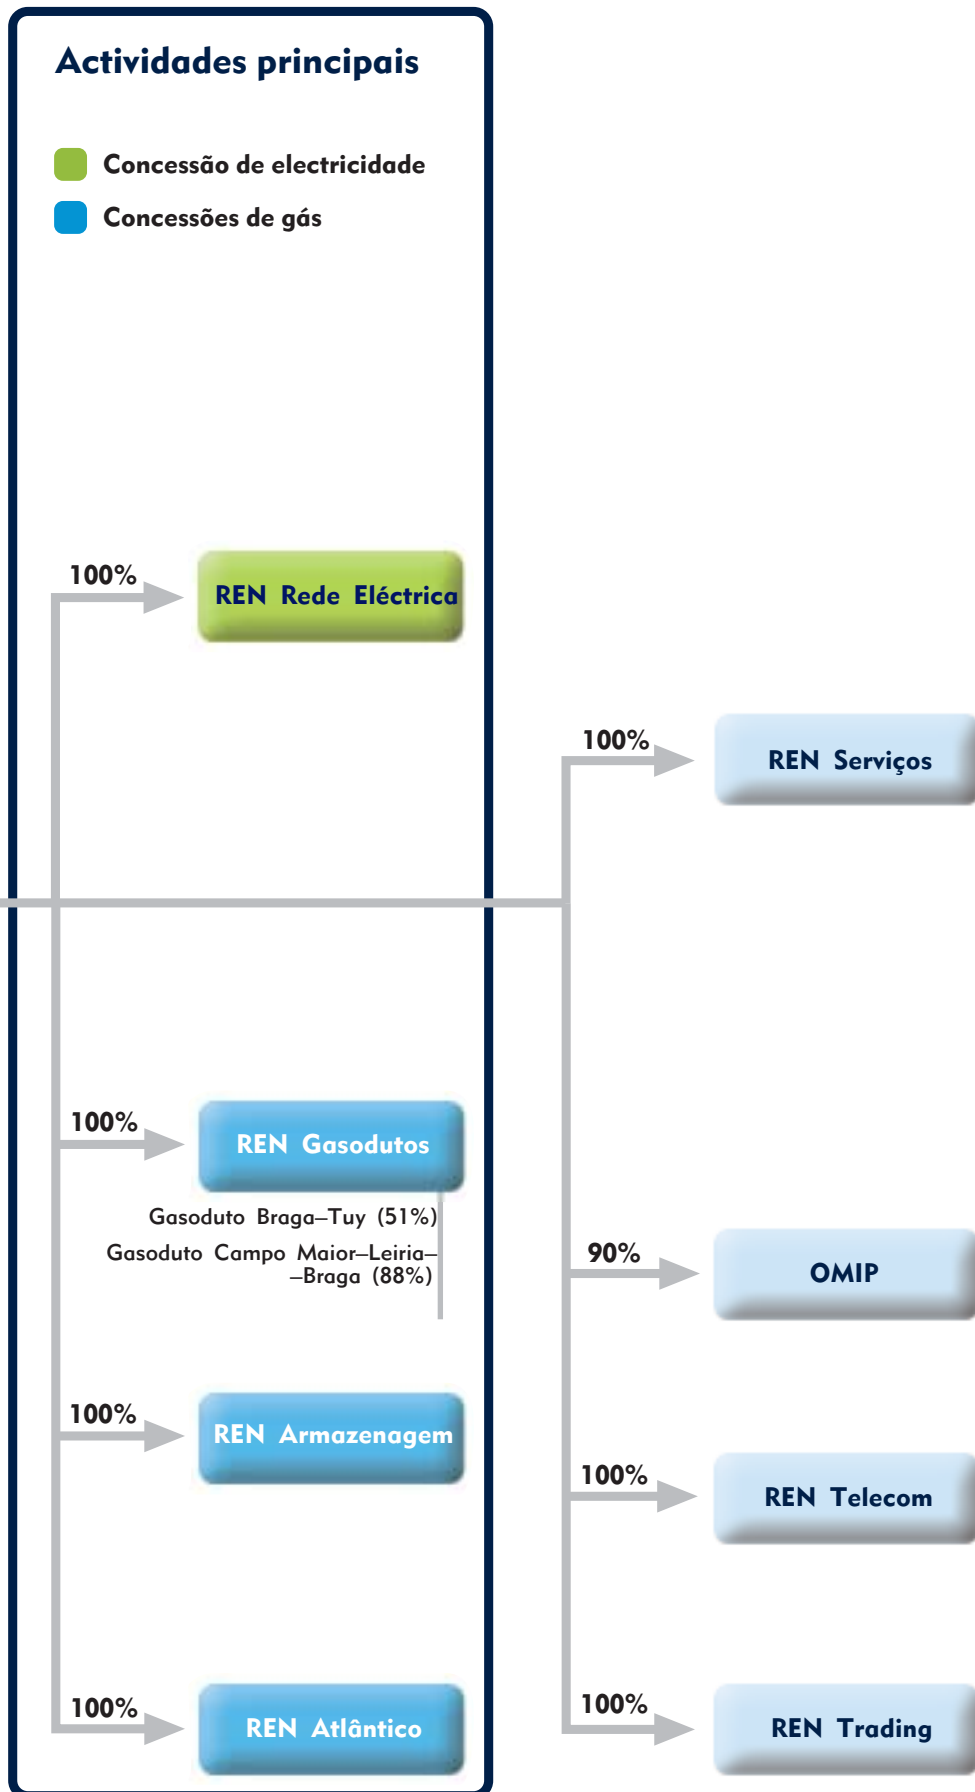 Actividades principais
Concessão de electricidade
Concessões de gás
100%
REN Rede Eléctrica
100%
REN Serviços
100%
REN Gasodutos
Gasoduto Braga–Tuy (51%)
Gasoduto Campo Maior–Leiria–
–Braga (88%)
90%
OMIP
100%
REN Armazenagem
100%
REN Telecom
100%
REN Atlântico
100%
REN Trading